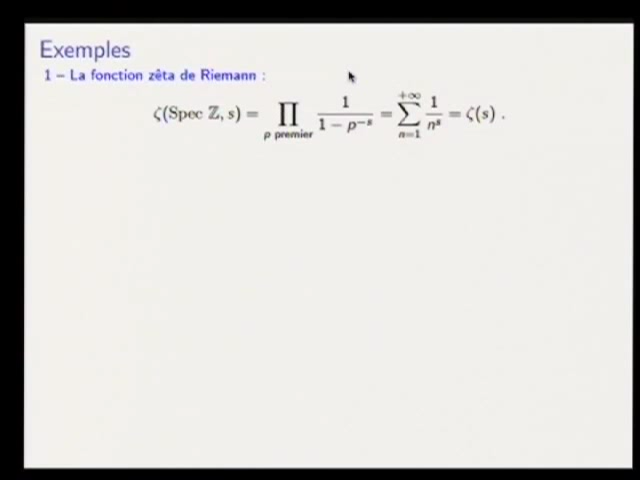 Exemples
1 – La fonction zêta de Riemann :
ζ(Spec ℤ, s) = ∏_{p premier} 1/(1 − p^{−s}) = ∑_{n=1}^{+∞} 1/n^s = ζ(s) .